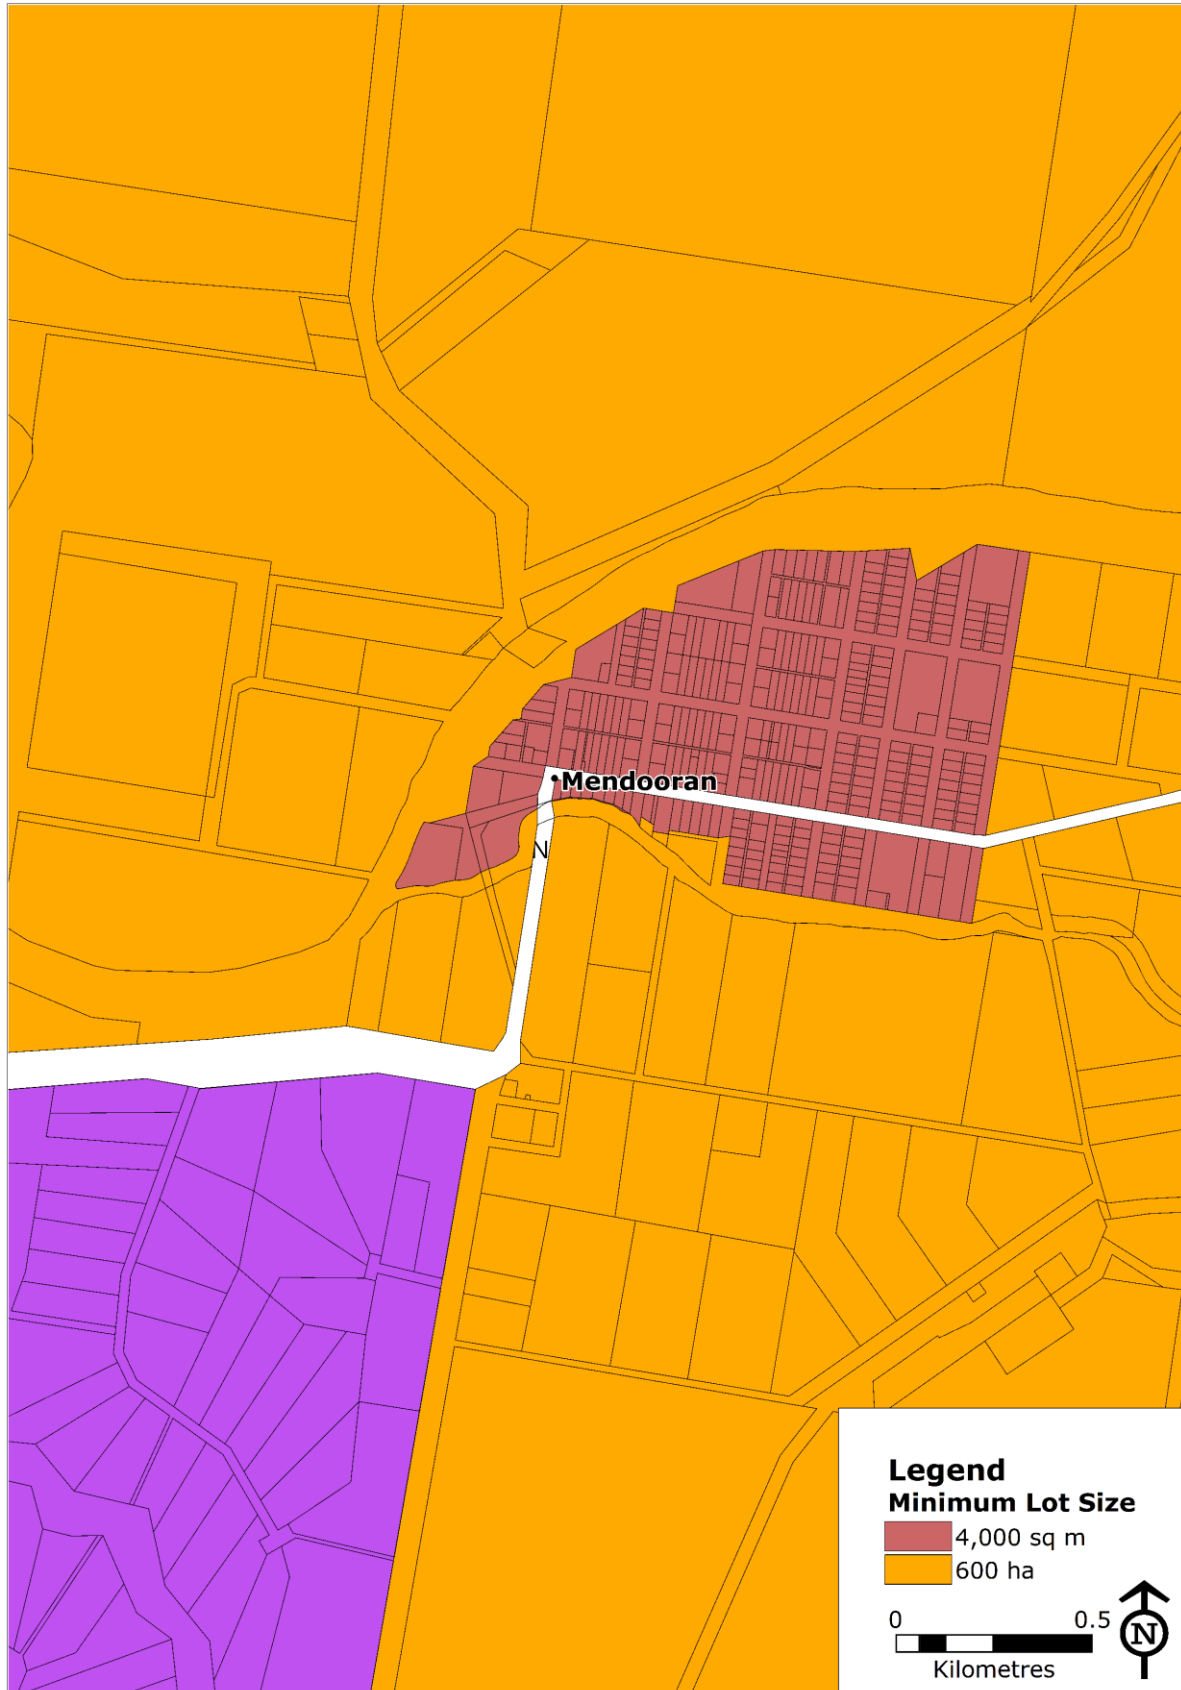 Mendooran
N
Legend
Minimum Lot Size
4,000 sq m
600 ha
0 0.5
Kilometres
N